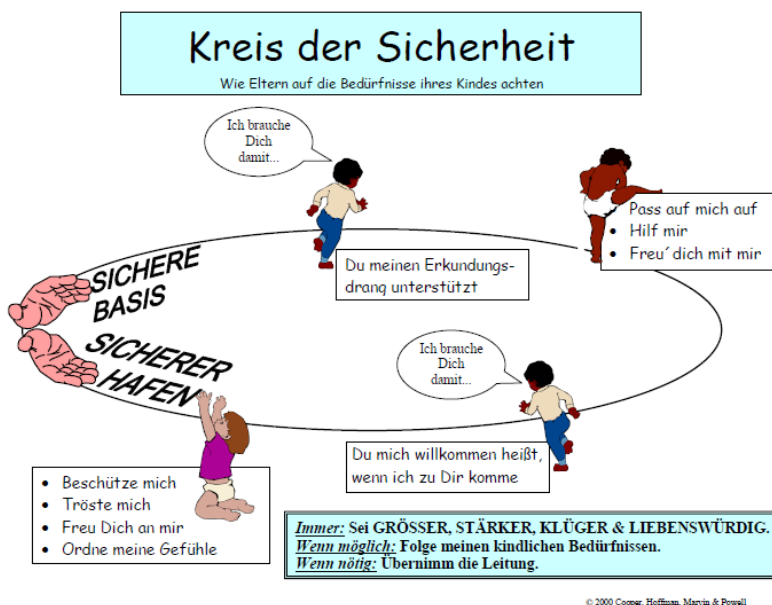 Kreis der Sicherheit
Wie Eltern auf die Bedürfnisse ihres Kindes achten
Ich brauche
Dich
damit...
• Pass auf mich auf
• Hilf mir
• Freu´dich mit mir
Du meinen Erkundungs-
drang unterstützt
SICHERE
BASIS
SICHERER
HAFEN
Ich brauche
Dich
damit...
Du mich willkommen heißt,
wenn ich zu Dir komme
• Beschütze mich
• Tröste mich
• Freu Dich an mir
• Ordne meine Gefühle
Immer: Sei GRÖSSER, STÄRKER, KLÜGER & LIEBENSWÜRDIG.
Wenn möglich: Folge meinen kindlichen Bedürfnissen.
Wenn nötig: Übernimm die Leitung.
© 2000 Cooper, Hoffman, Marvin & Powell